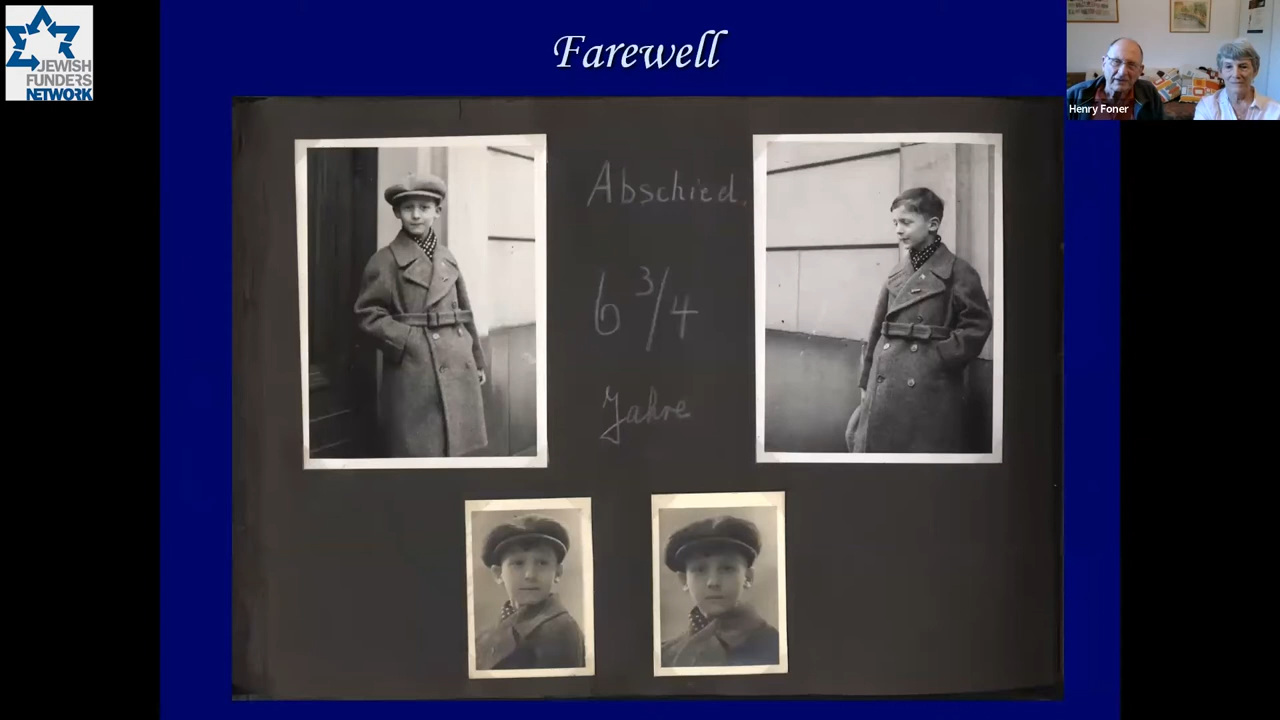 JEWISH
FUNDERS
NETWORK
Farewell
Henry Foner
Abschied.
6 3/4
Jahre